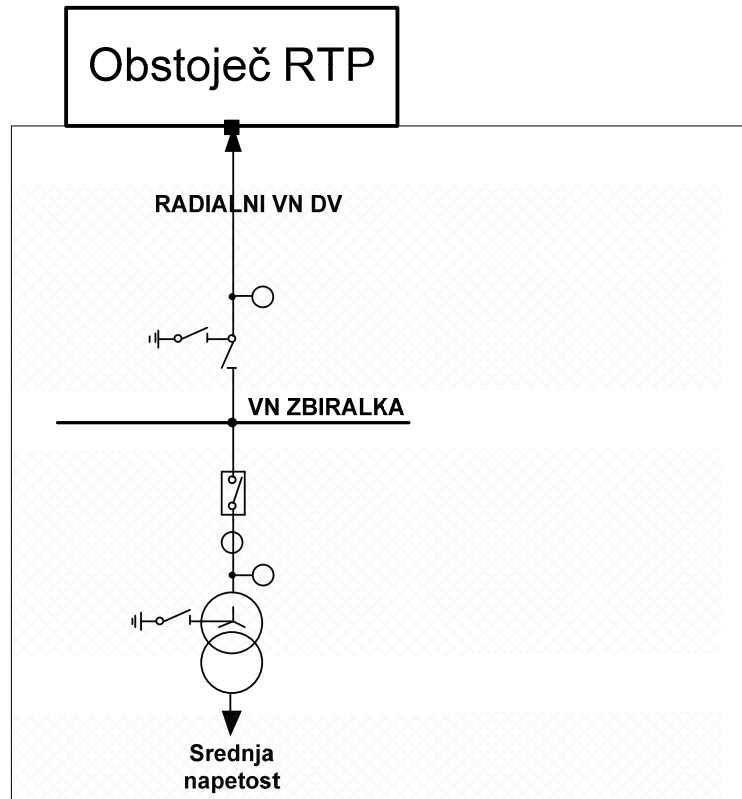 Obstoječ RTP
RADIALNI VN DV
VN ZBIRALKA
Srednja
napetost